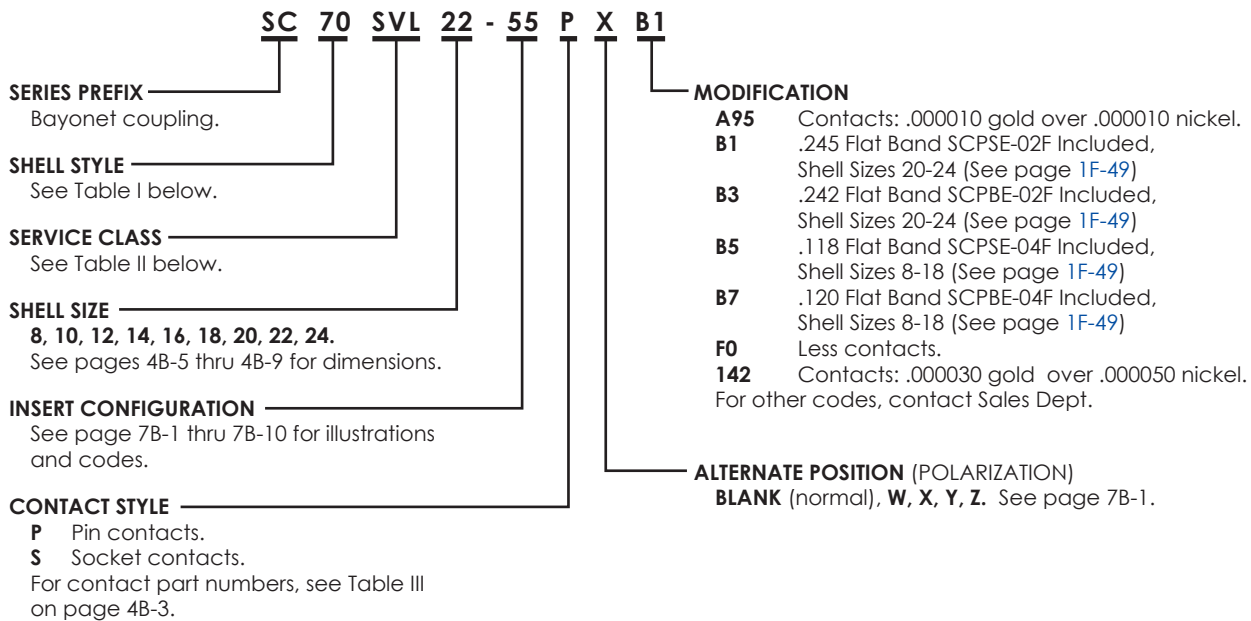 SC 70 SVL 22 - 55 P X B1
SERIES PREFIX
Bayonet coupling.
SHELL STYLE
See Table I below.
SERVICE CLASS
See Table II below.
SHELL SIZE
8, 10, 12, 14, 16, 18, 20, 22, 24.
See pages 4B-5 thru 4B-9 for dimensions.
INSERT CONFIGURATION
See page 7B-1 thru 7B-10 for illustrations
and codes.
CONTACT STYLE
P Pin contacts.
S Socket contacts.
For contact part numbers, see Table III
on page 4B-3.
MODIFICATION
A95 Contacts: .000010 gold over .000010 nickel.
B1 .245 Flat Band SCPSE-02F Included,
Shell Sizes 20-24 (See page 1F-49)
B3 .242 Flat Band SCPBE-02F Included,
Shell Sizes 20-24 (See page 1F-49)
B5 .118 Flat Band SCPSE-04F Included,
Shell Sizes 8-18 (See page 1F-49)
B7 .120 Flat Band SCPBE-04F Included,
Shell Sizes 8-18 (See page 1F-49)
F0 Less contacts.
142 Contacts: .000030 gold over .000050 nickel.
For other codes, contact Sales Dept.
ALTERNATE POSITION (POLARIZATION)
BLANK (normal), W, X, Y, Z. See page 7B-1.